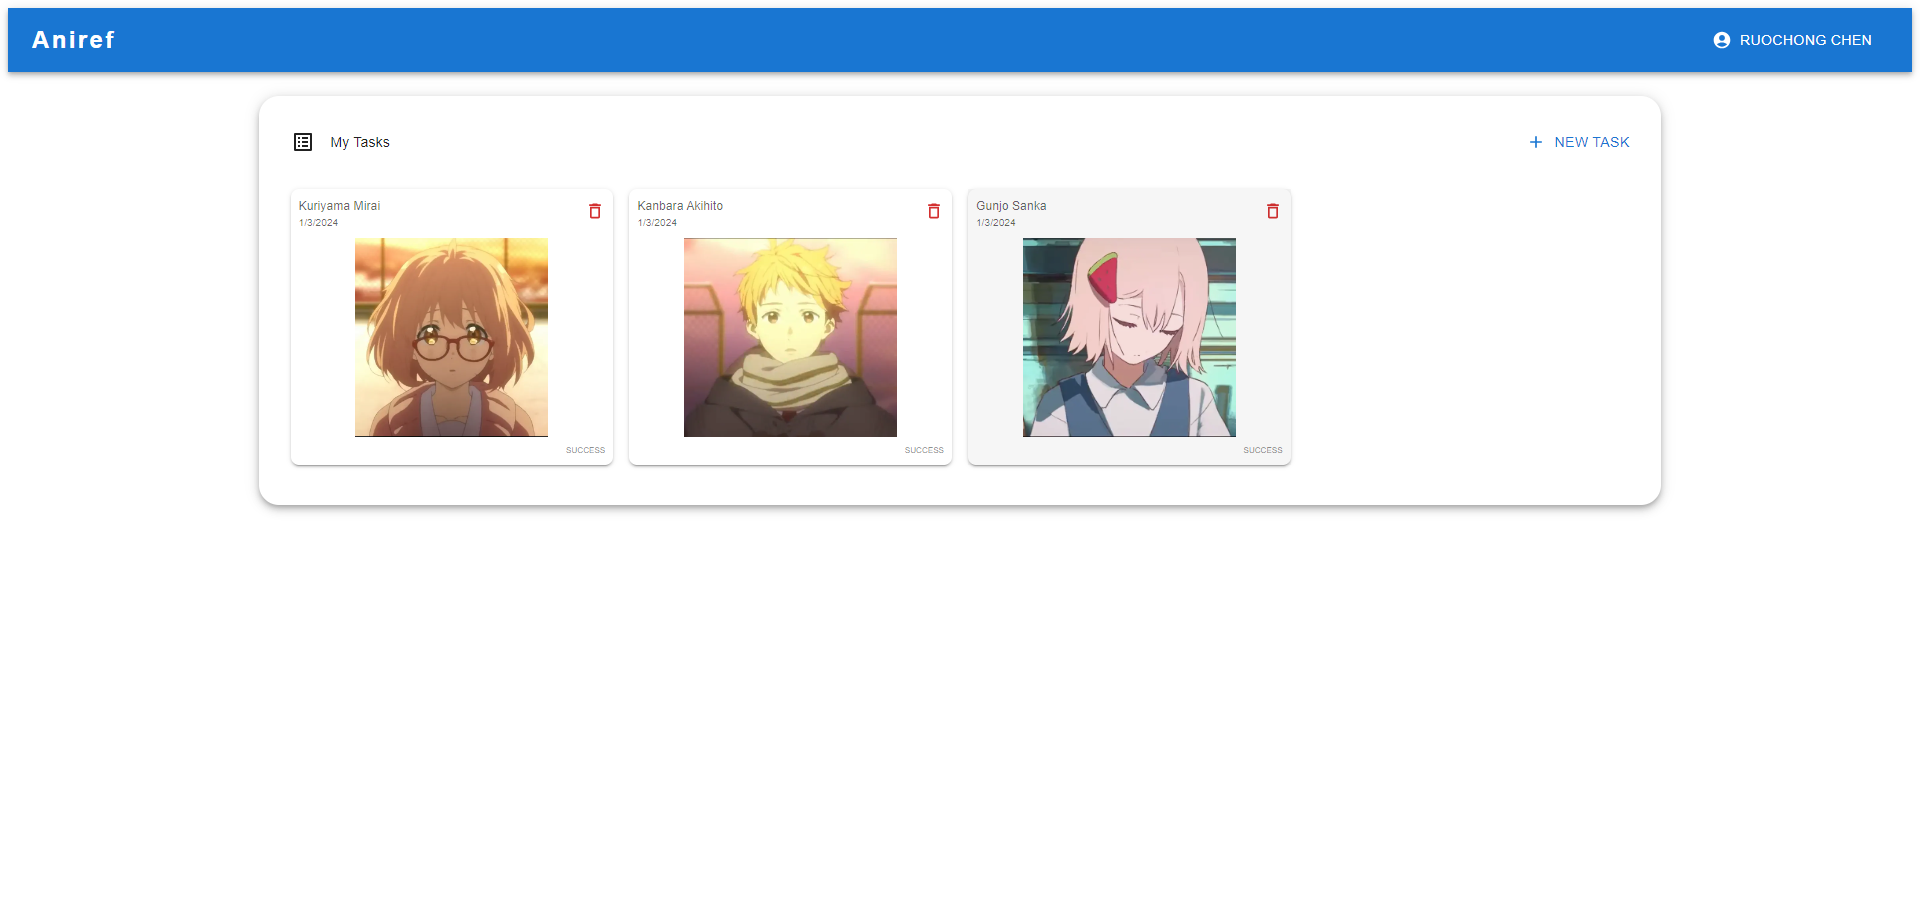 Aniref
RUOCHONG CHEN
My Tasks
NEW TASK
Kuriyama Mirai
1/3/2024
SUCCESS
Kanbara Akihito
1/3/2024
SUCCESS
Gunjo Sanka
1/3/2024
SUCCESS